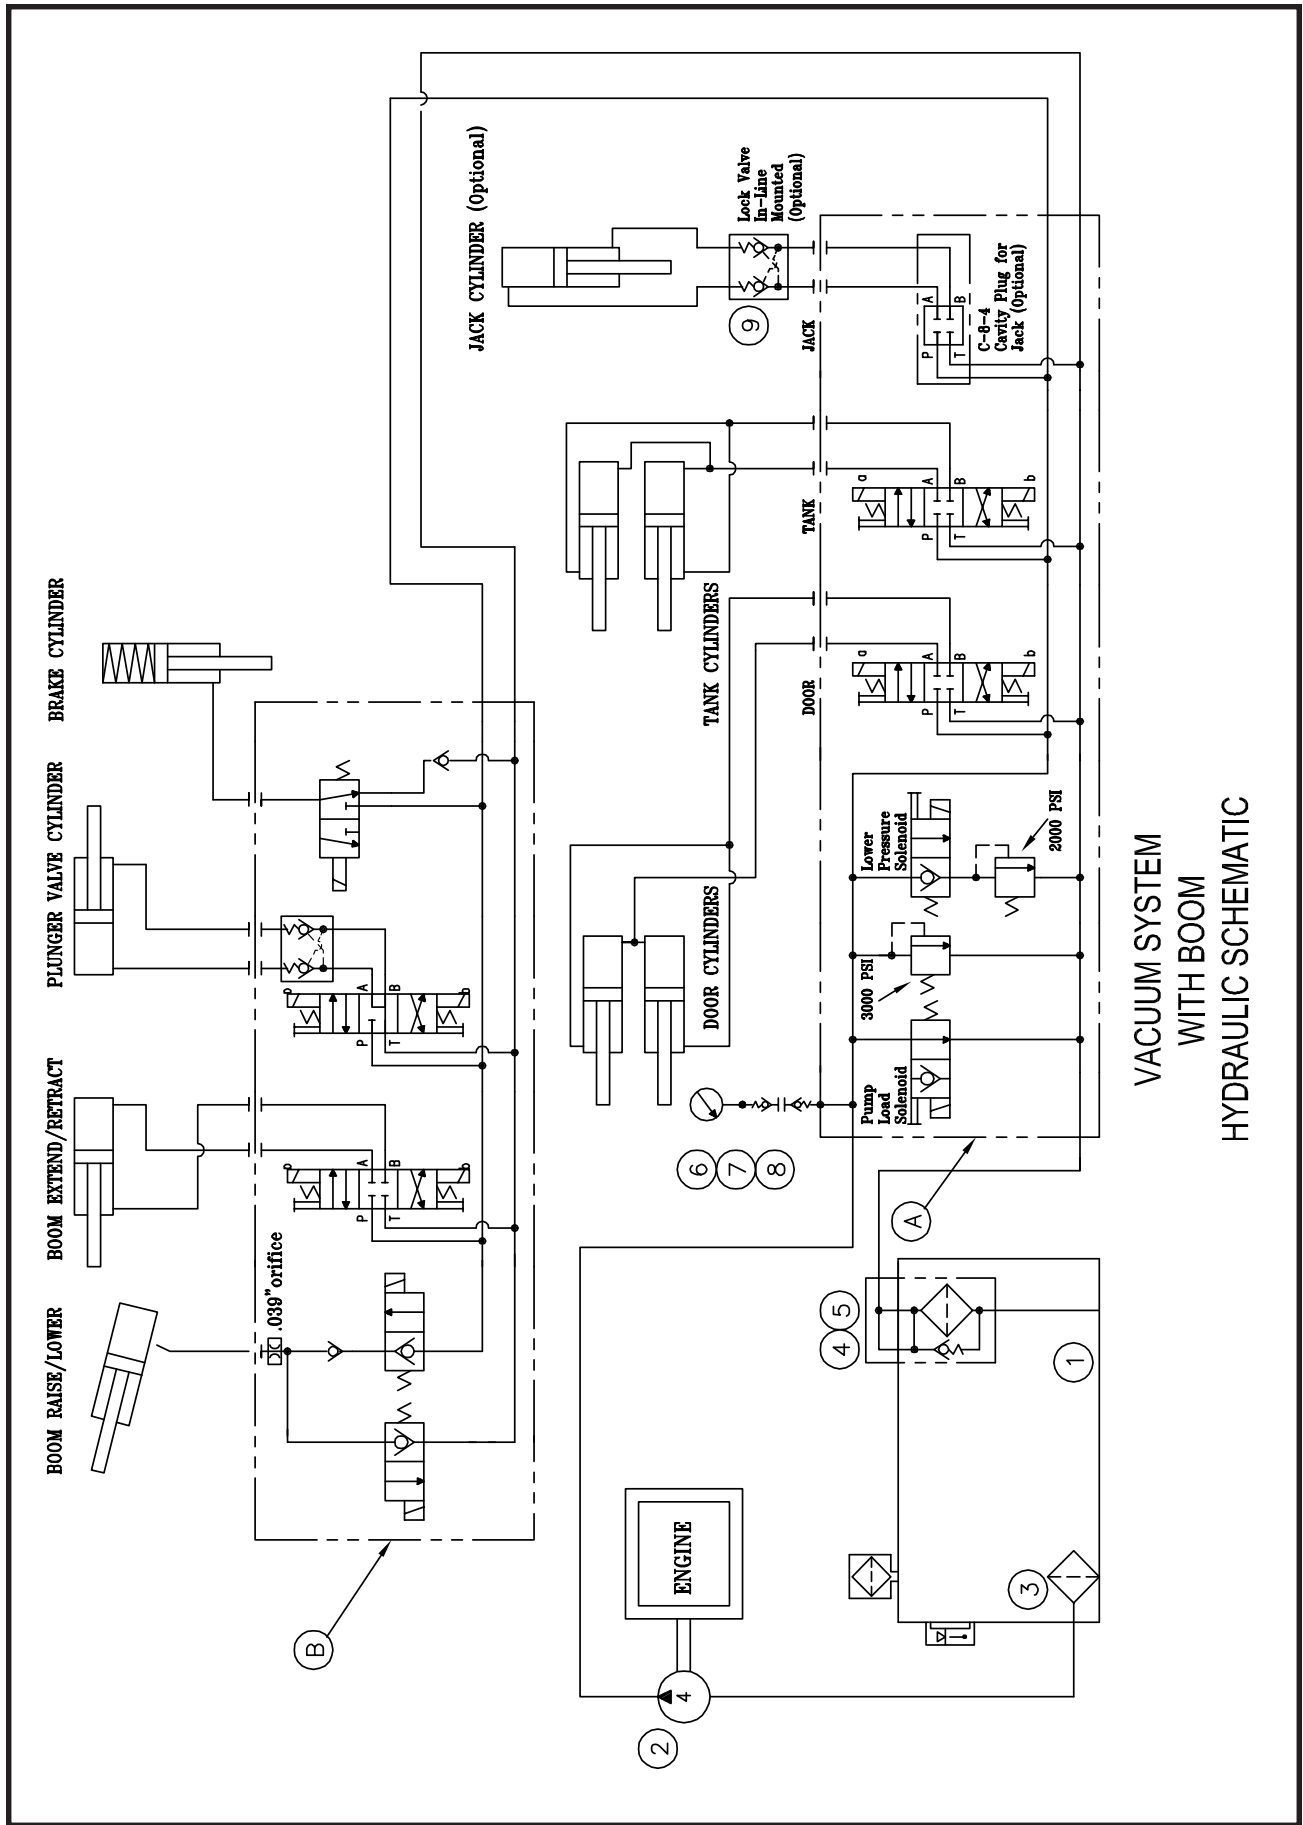 BOOM RAISE/LOWER
BOOM EXTEND/RETRACT
PLUNGER VALVE CYLINDER
BRAKE CYLINDER
.039"orifice
P
T
A
B
P
T
A
B
B
JACK CYLINDER (Optional)
Lock Valve
In-Line
Mounted
(Optional)
9
ENGINE
4
2
DOOR CYLINDERS
TANK CYLINDERS
6
7
8
DOOR
TANK
JACK
4
5
A
Pump
Load
Solenoid
3000 PSI
Lower
Pressure
Solenoid
2000 PSI
a
P
T
A
B
b
a
P
T
A
B
b
P
T
A
B
C-8-4
Cavity Plug for
Jack (Optional)
3
1
VACUUM SYSTEM
WITH BOOM
HYDRAULIC SCHEMATIC